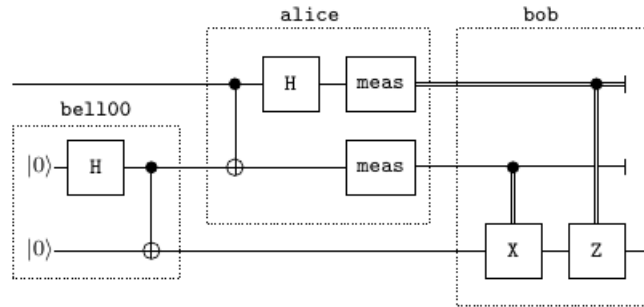 alice
bob
H
meas
bell00
|0⟩
H
meas
|0⟩
X
Z